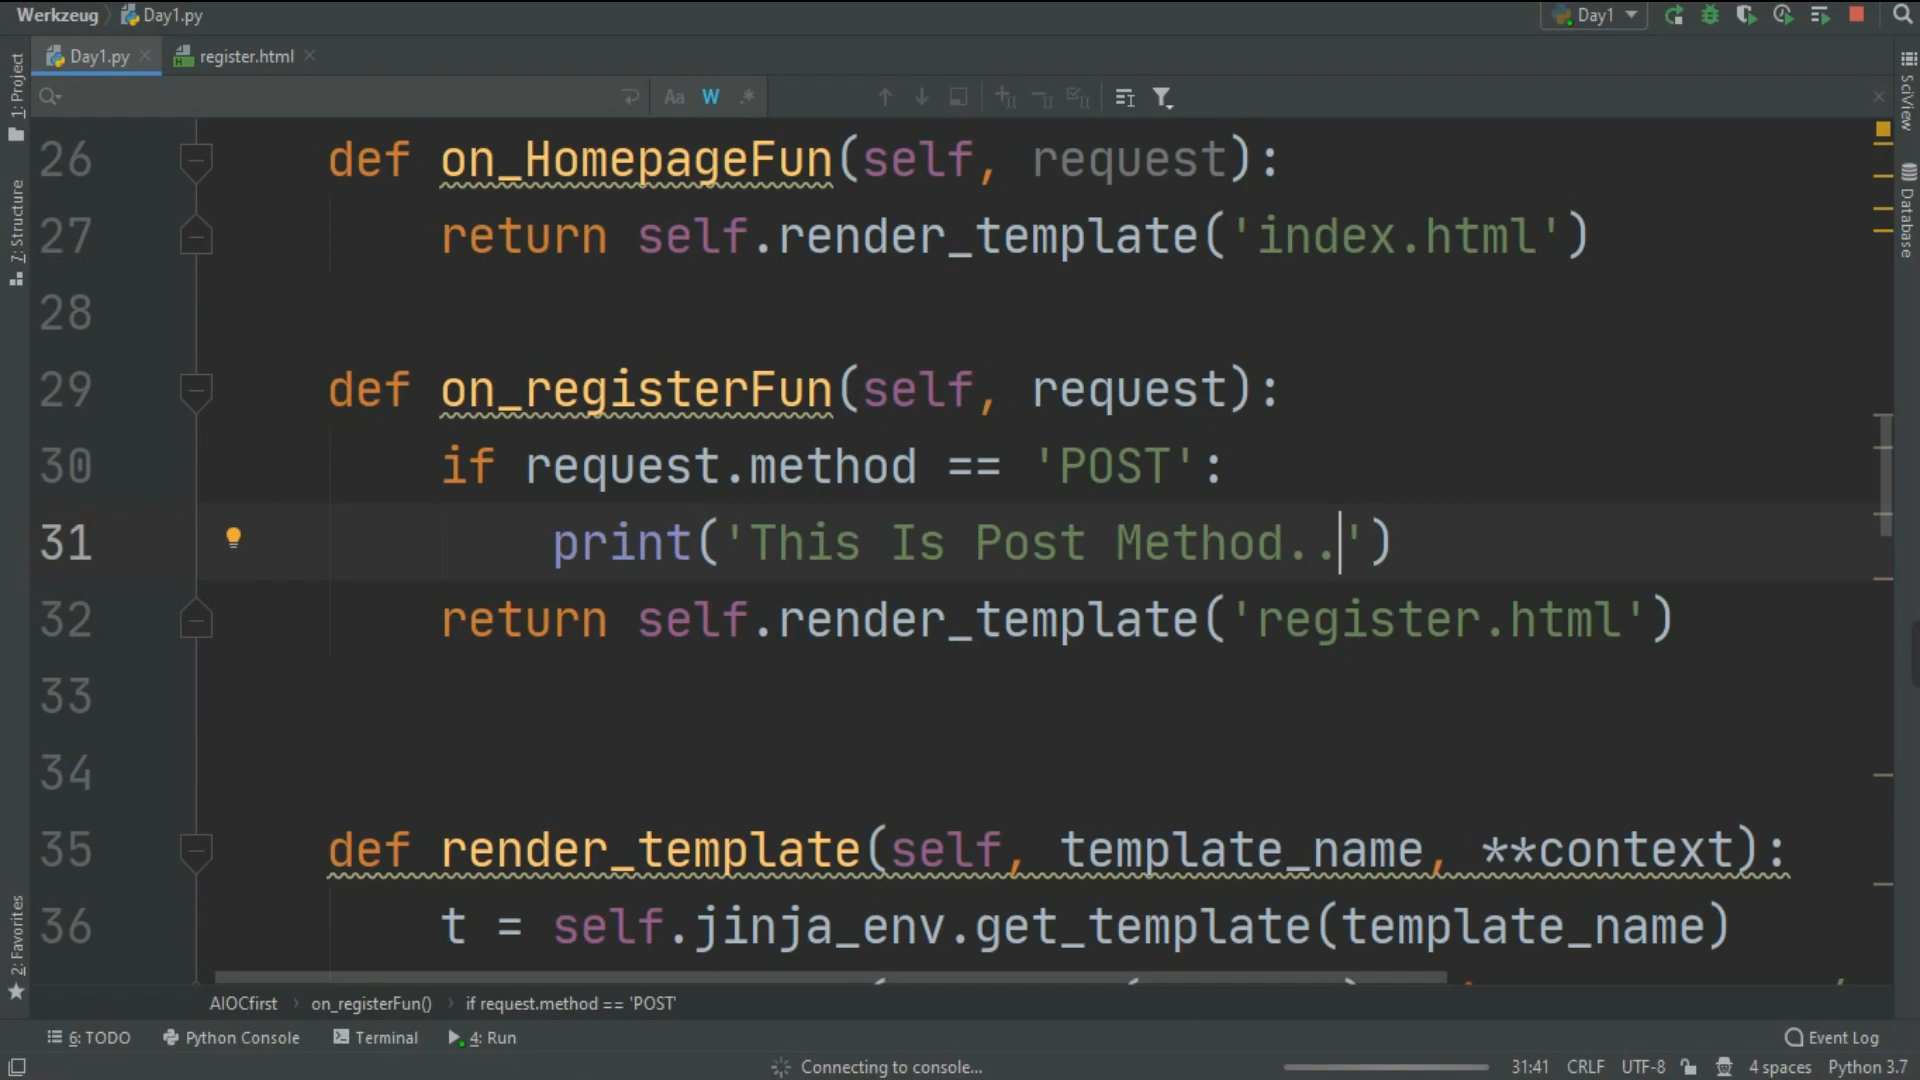 Werkzeug Day1.py Day1
Day1.py register.html
Aa W .*
1: Project
7: Structure
2: Favorites
SciView
Database
26 def on_HomepageFun(self, request):
27 return self.render_template('index.html')
28
29 def on_registerFun(self, request):
30 if request.method == 'POST':
31 print('This Is Post Method..')
32 return self.render_template('register.html')
33
34
35 def render_template(self, template_name, **context):
36 t = self.jinja_env.get_template(template_name)
AIOCfirst on_registerFun() if request.method == 'POST'
6: TODO Python Console Terminal 4: Run Event Log
Connecting to console... 31:41 CRLF UTF-8 4 spaces Python 3.7